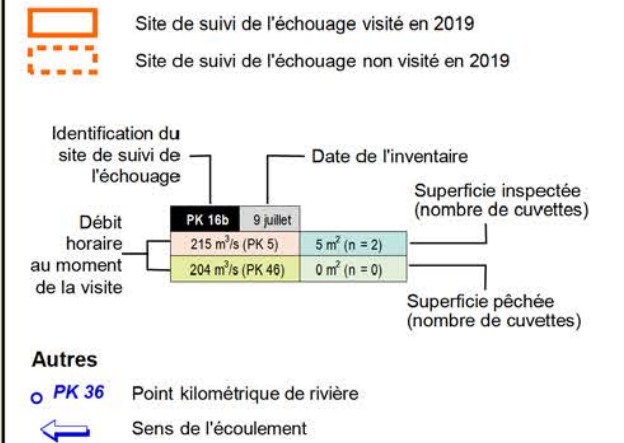 Site de suivi de l'échouage visité en 2019
Site de suivi de l'échouage non visité en 2019
Identification du
site de suivi de
l'échouage
Date de l'inventaire
Superficie inspectée
(nombre de cuvettes)
Débit
horaire
au moment
de la visite
PK 16b 9 juillet
215 m³/s (PK 5) 5 m² (n = 2)
204 m³/s (PK 46) 0 m² (n = 0)
Superficie pêchée
(nombre de cuvettes)
Autres
PK 36 Point kilométrique de rivière
Sens de l'écoulement